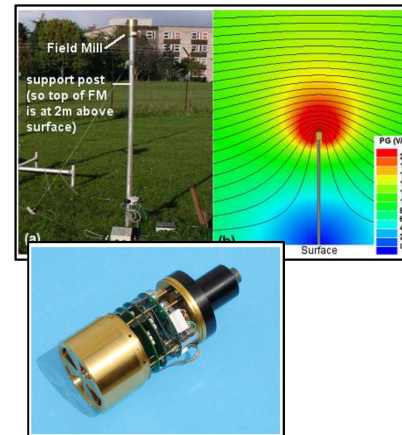 Field Mill
support post
(so top of FM
is at 2m above
surface)
(a)
(b)
Surface
PG (V/